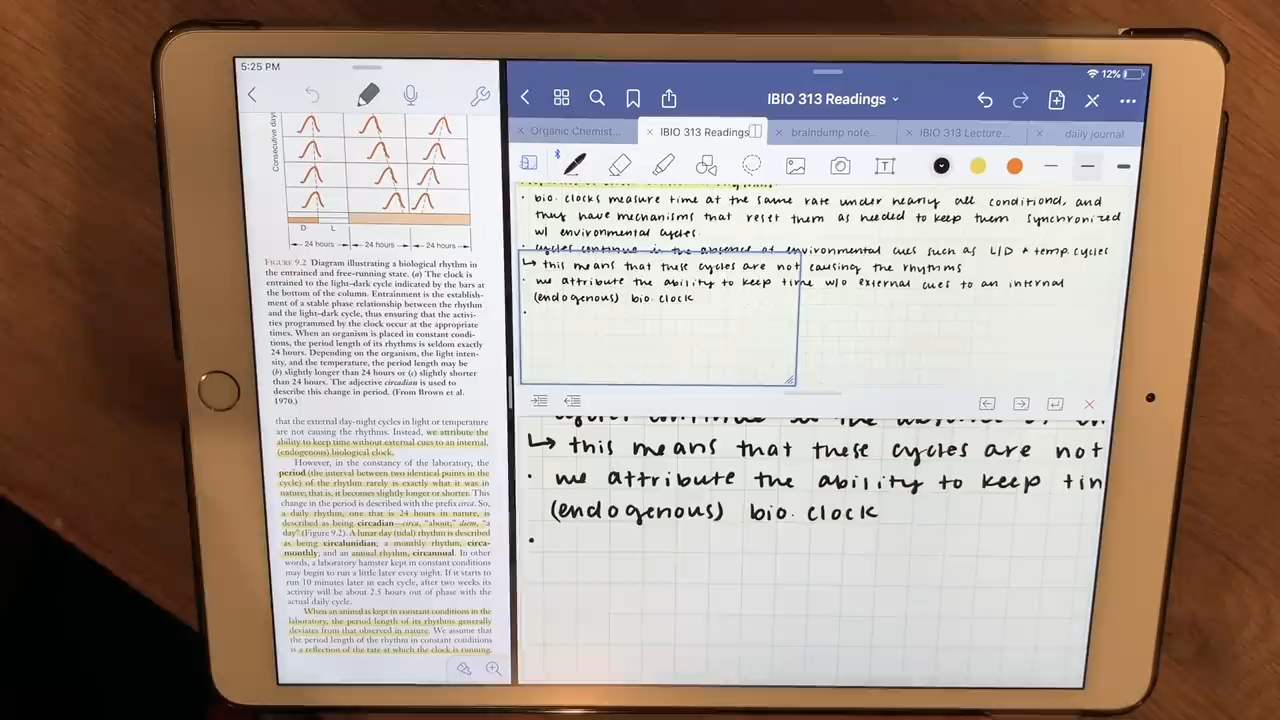 5:25 PM
Consecutive days
D L
24 hours 24 hours 24 hours
FIGURE 9.2 Diagram illustrating a biological rhythm in
the entrained and free-running state. (a) The clock is
entrained to the light-dark cycle indicated by the bars at
the bottom of the column. Entrainment is the establish-
ment of a stable phase relationship between the rhythm
and the light-dark cycle, thus ensuring that the activi-
ties programmed by the clock occur at the appropriate
times. When an organism is placed in constant condi-
tions, the period length of its rhythms is seldom exactly
24 hours. Depending on the organism, the light inten-
sity, and the temperature, the period length may be
(b) slightly longer than 24 hours or (c) slightly shorter
than 24 hours. The adjective circadian is used to
describe this change in period. (From Brown et al.
1970.)
that the external day-night cycles in light or temperature
are not causing the rhythms. Instead, we attribute the
ability to keep time without external cues to an internal,
(endogenous) biological clock.
However, in the constancy of the laboratory, the
period (the interval between two identical points in the
cycle) of the rhythm rarely is exactly what it was in
nature; that is, it becomes slightly longer or shorter. This
change in the period is described with the prefix circa. So,
a daily rhythm, one that is 24 hours in nature, is
described as being circadian—circa, "about;" diem, "a
day" (Figure 9.2). A lunar day (tidal) rhythm is described
as being circalunidian; a monthly rhythm, circa-
monthly; and an annual rhythm, circannual. In other
words, a laboratory hamster kept in constant conditions
may begin to run a little later every night. If it starts to
run 10 minutes later in each cycle, after two weeks its
activity will be about 2.5 hours out of phase with the
actual daily cycle.
When an animal is kept in constant conditions in the
laboratory, the period length of its rhythms generally
deviates from that observed in nature. We assume that
the period length of the rhythm in constant conditions
is a reflection of the rate at which the clock is running.
12%
IBIO 313 Readings
Organic Chemist... IBIO 313 Readings braindump note... IBIO 313 Lecture... daily journal
T
· bio. clocks measure time at the same rate under nearly all conditiond, and
they have mechanisms that reset them as needed to keep them synchronized
w/ environmental cycles.
· cycles continue in the absence of environmental cues such as L/D + temp. cycles
↳ this means that these cycles are not causing the rhythms
· we attribute the ability to keep time w/o external cues to an internal
(endogenous) bio. clock
·
↳ this means that these cycles are not
· we attribute the ability to keep tin
(endogenous) bio. clock
·